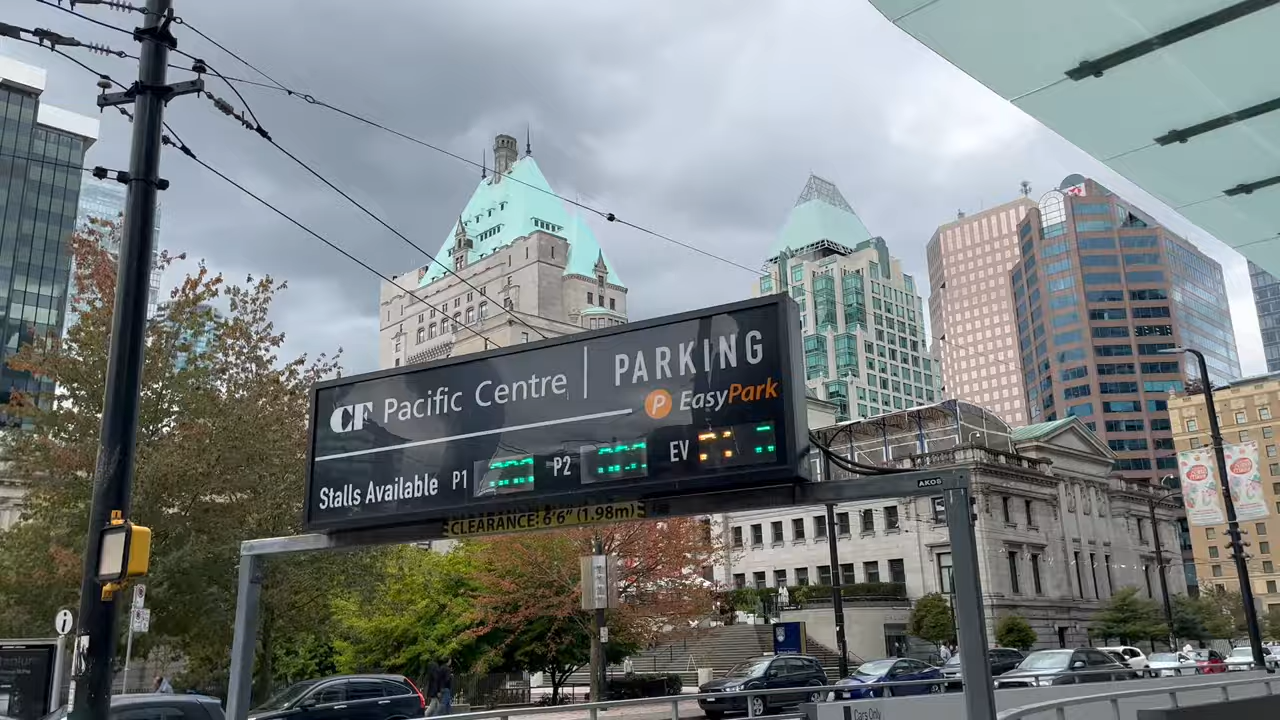 CF Pacific Centre | PARKING
P EasyPark
Stalls Available P1 P2 EV
CLEARANCE: 6'6" (1.98m)
AKOS
i
Cars Only